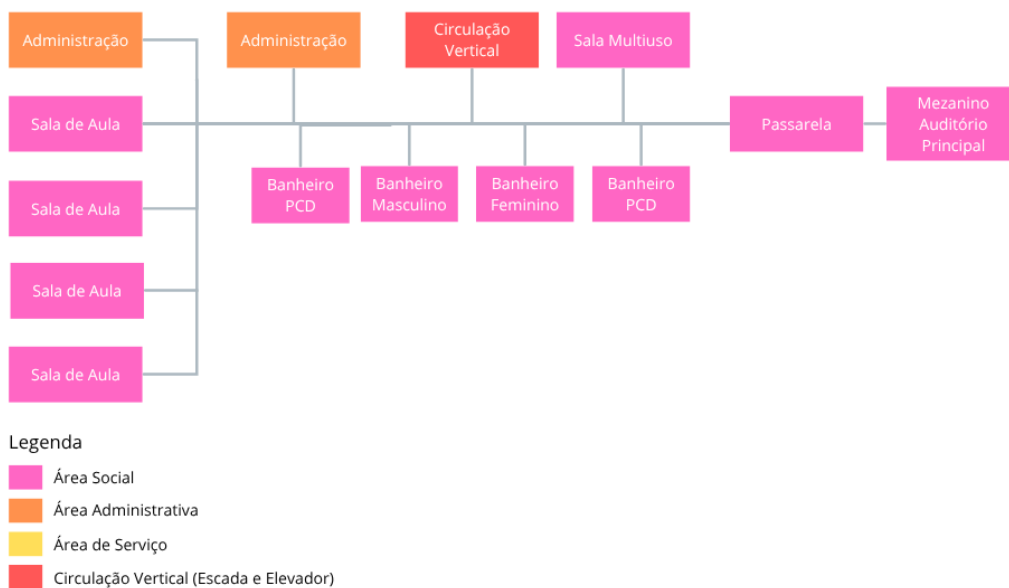 Administração
Administração
Circulação
Vertical
Sala Multiuso
Sala de Aula
Passarela
Mezanino
Auditório
Principal
Banheiro
PCD
Banheiro
Masculino
Banheiro
Feminino
Banheiro
PCD
Sala de Aula
Sala de Aula
Sala de Aula
Legenda
Área Social
Área Administrativa
Área de Serviço
Circulação Vertical (Escada e Elevador)